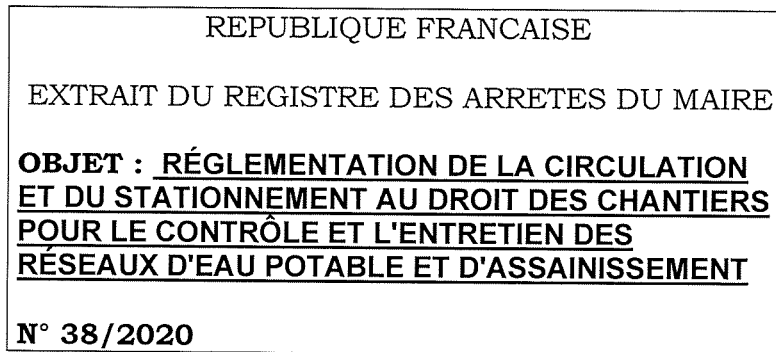 REPUBLIQUE FRANCAISE
EXTRAIT DU REGISTRE DES ARRETES DU MAIRE
OBJET : RÉGLEMENTATION DE LA CIRCULATION
ET DU STATIONNEMENT AU DROIT DES CHANTIERS
POUR LE CONTRÔLE ET L'ENTRETIEN DES
RÉSEAUX D'EAU POTABLE ET D'ASSAINISSEMENT
N° 38/2020